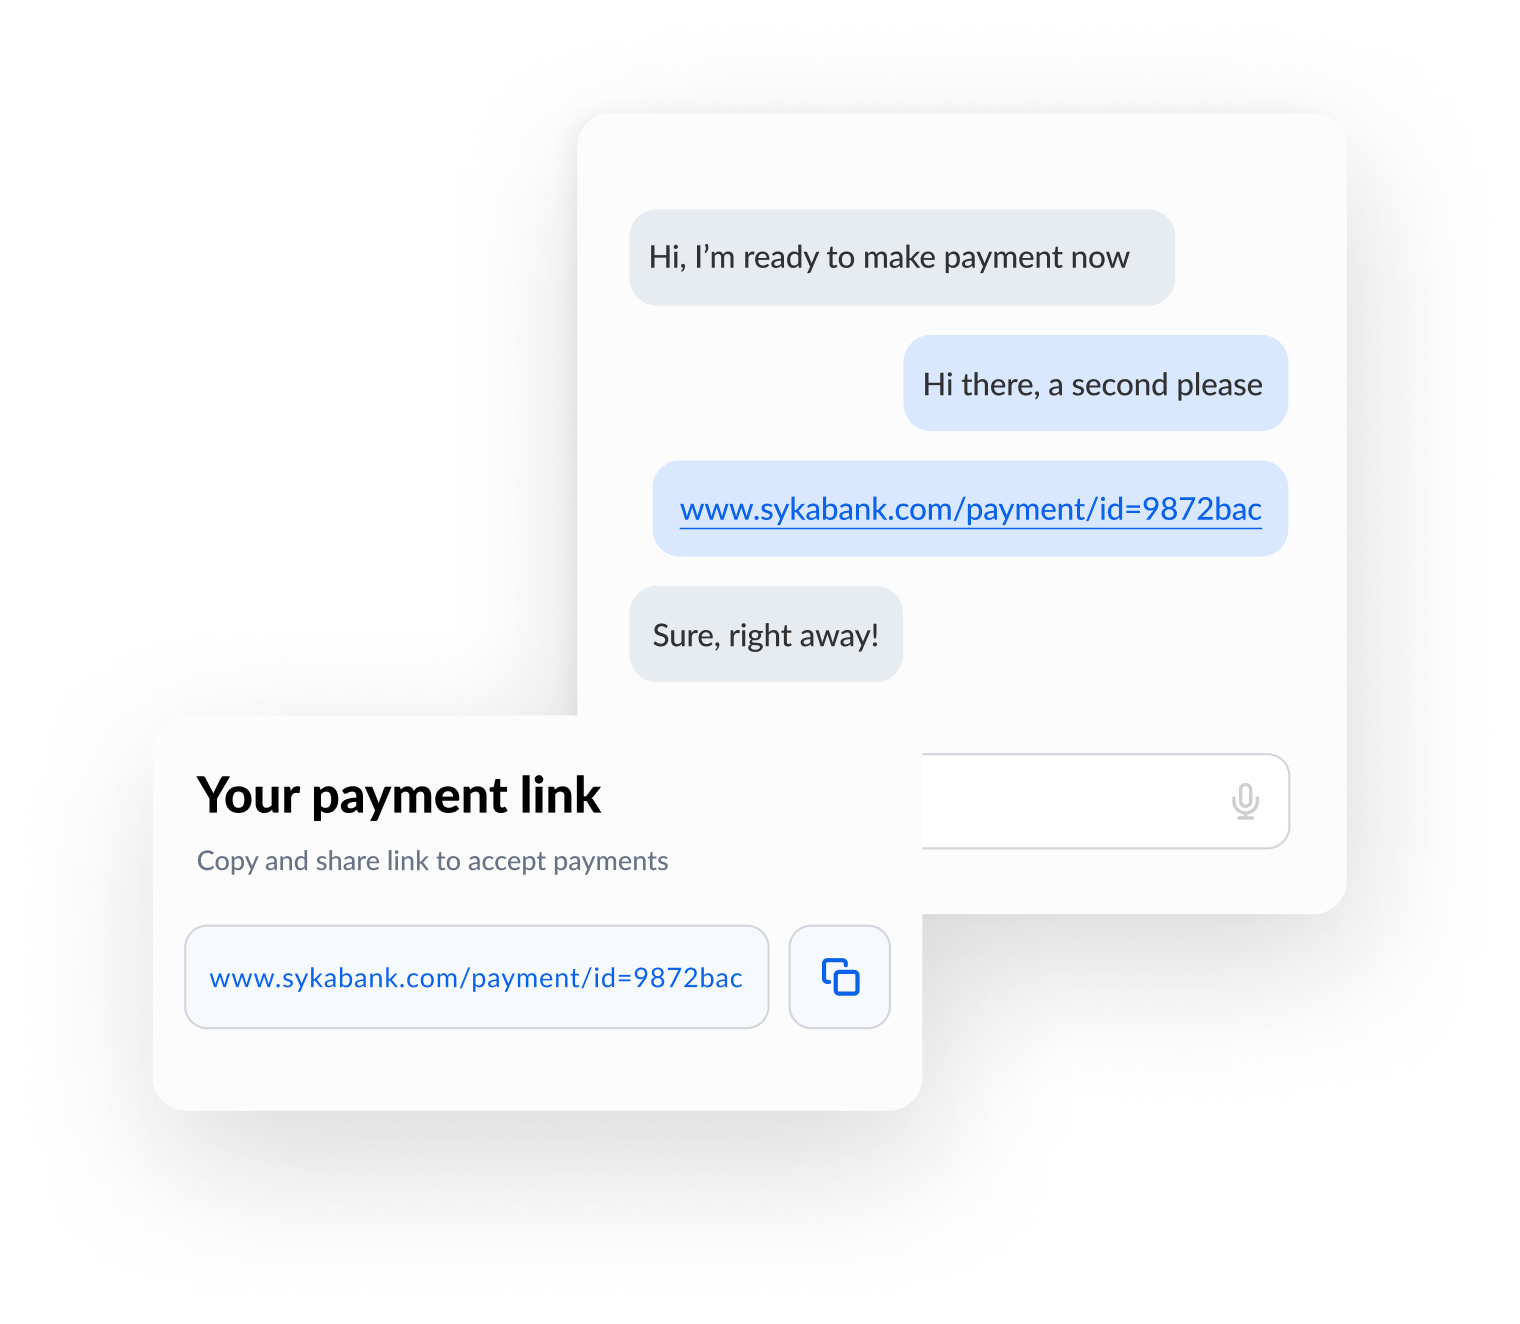 Hi, I’m ready to make payment now
Hi there, a second please
www.sykabank.com/payment/id=9872bac
Sure, right away!
Your payment link
Copy and share link to accept payments
www.sykabank.com/payment/id=9872bac